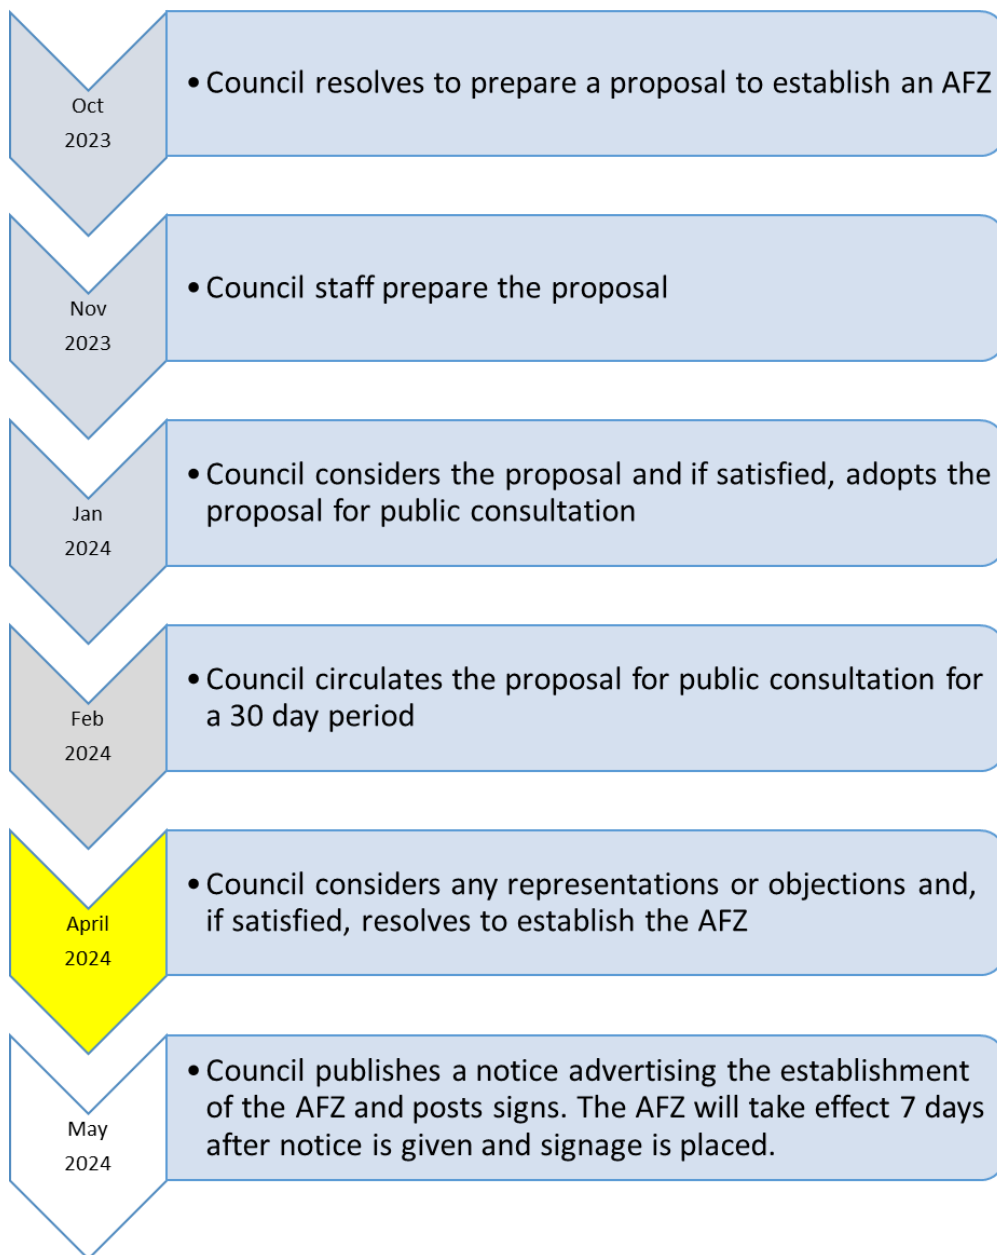 Oct
2023
• Council resolves to prepare a proposal to establish an AFZ
Nov
2023
• Council staff prepare the proposal
Jan
2024
• Council considers the proposal and if satisfied, adopts the
proposal for public consultation
Feb
2024
• Council circulates the proposal for public consultation for
a 30 day period
April
2024
• Council considers any representations or objections and,
if satisfied, resolves to establish the AFZ
May
2024
• Council publishes a notice advertising the establishment
of the AFZ and posts signs. The AFZ will take effect 7 days
after notice is given and signage is placed.